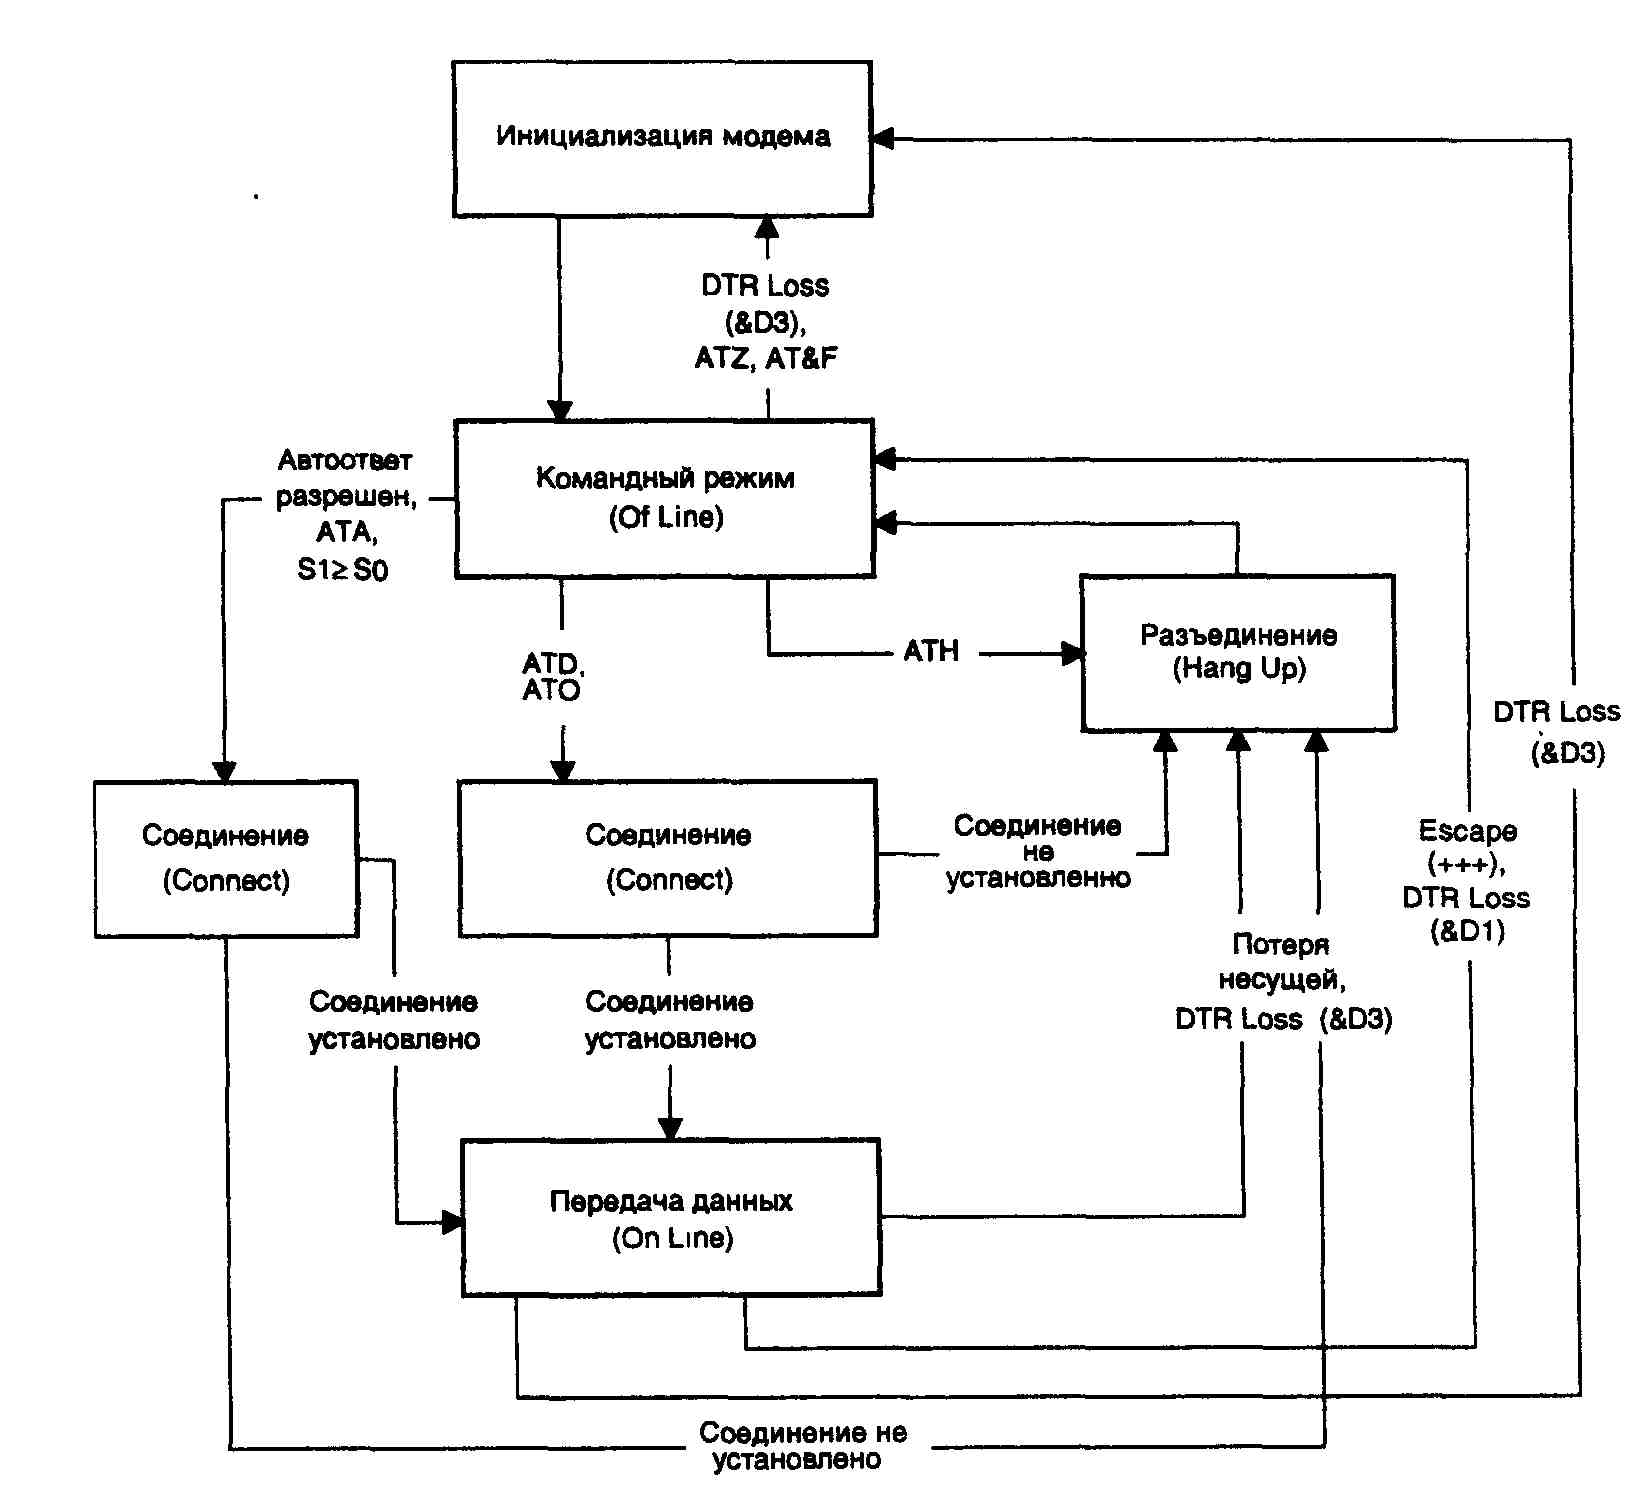 Инициализация модема
DTR Loss
(&D3),
ATZ, AT&F
Автоответ
разрешен,
ATA,
S1≥S0
Командный режим
(Of Line)
ATD,
ATO
ATH
Разъединение
(Hang Up)
DTR Loss
(&D3)
Соединение
(Connect)
Соединение
(Connect)
Соединение
не
установленно
Escape
(+++),
DTR Loss
(&D1)
Потеря
несущей,
DTR Loss (&D3)
Соединение
установлено
Соединение
установлено
Передача данных
(On Line)
Соединение не
установлено